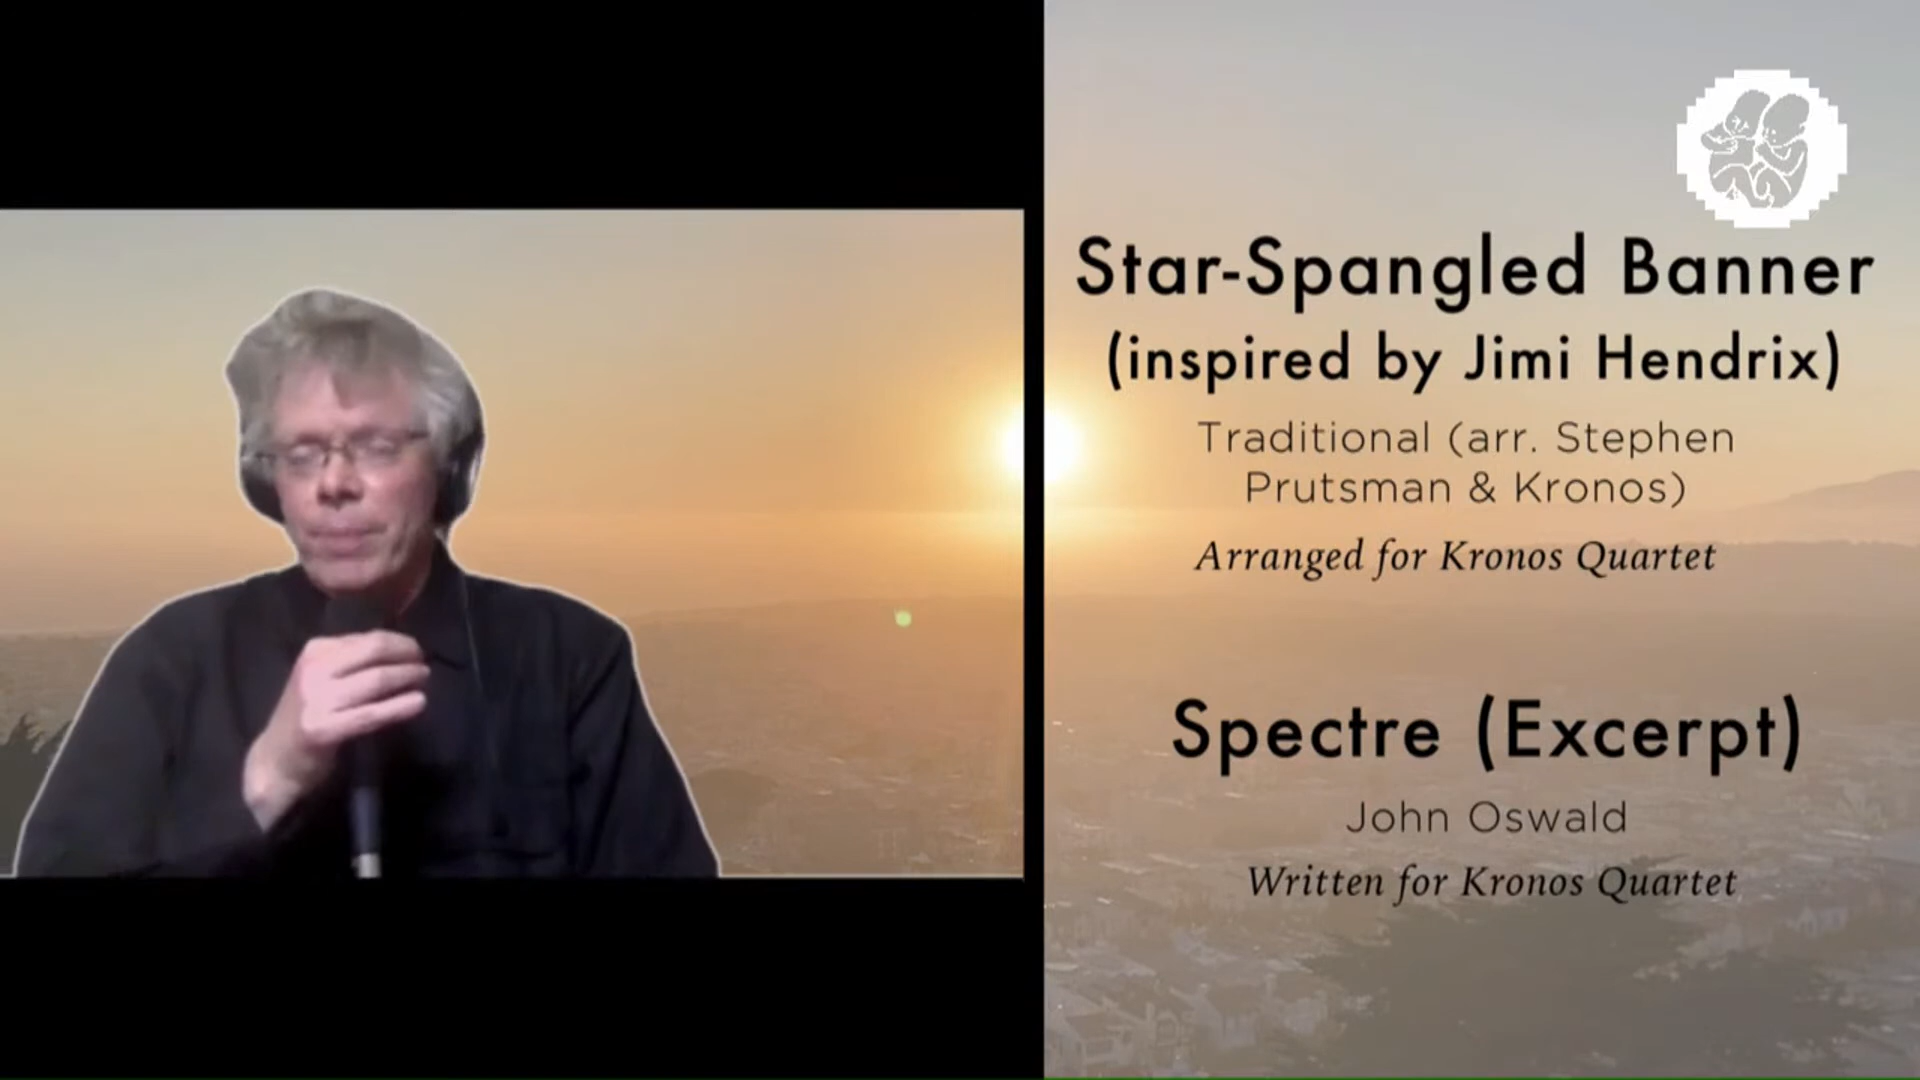 Star-Spangled Banner
(inspired by Jimi Hendrix)
Traditional (arr. Stephen
Prutsman & Kronos)
Arranged for Kronos Quartet
Spectre (Excerpt)
John Oswald
Written for Kronos Quartet